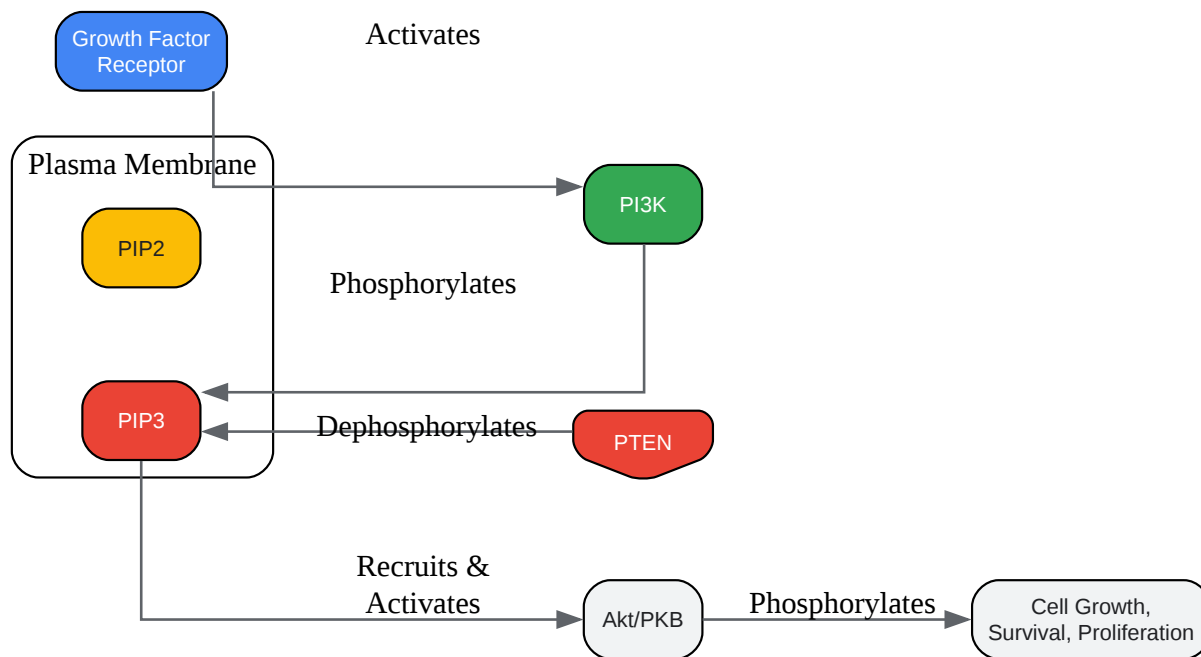 Growth Factor
Receptor
Activates
Plasma Membrane
PI3K
PIP2
Phosphorylates
PIP3
Dephosphorylates
PTEN
Recruits &
Activates
Akt/PKB
Phosphorylates
Cell Growth,
Survival, Proliferation